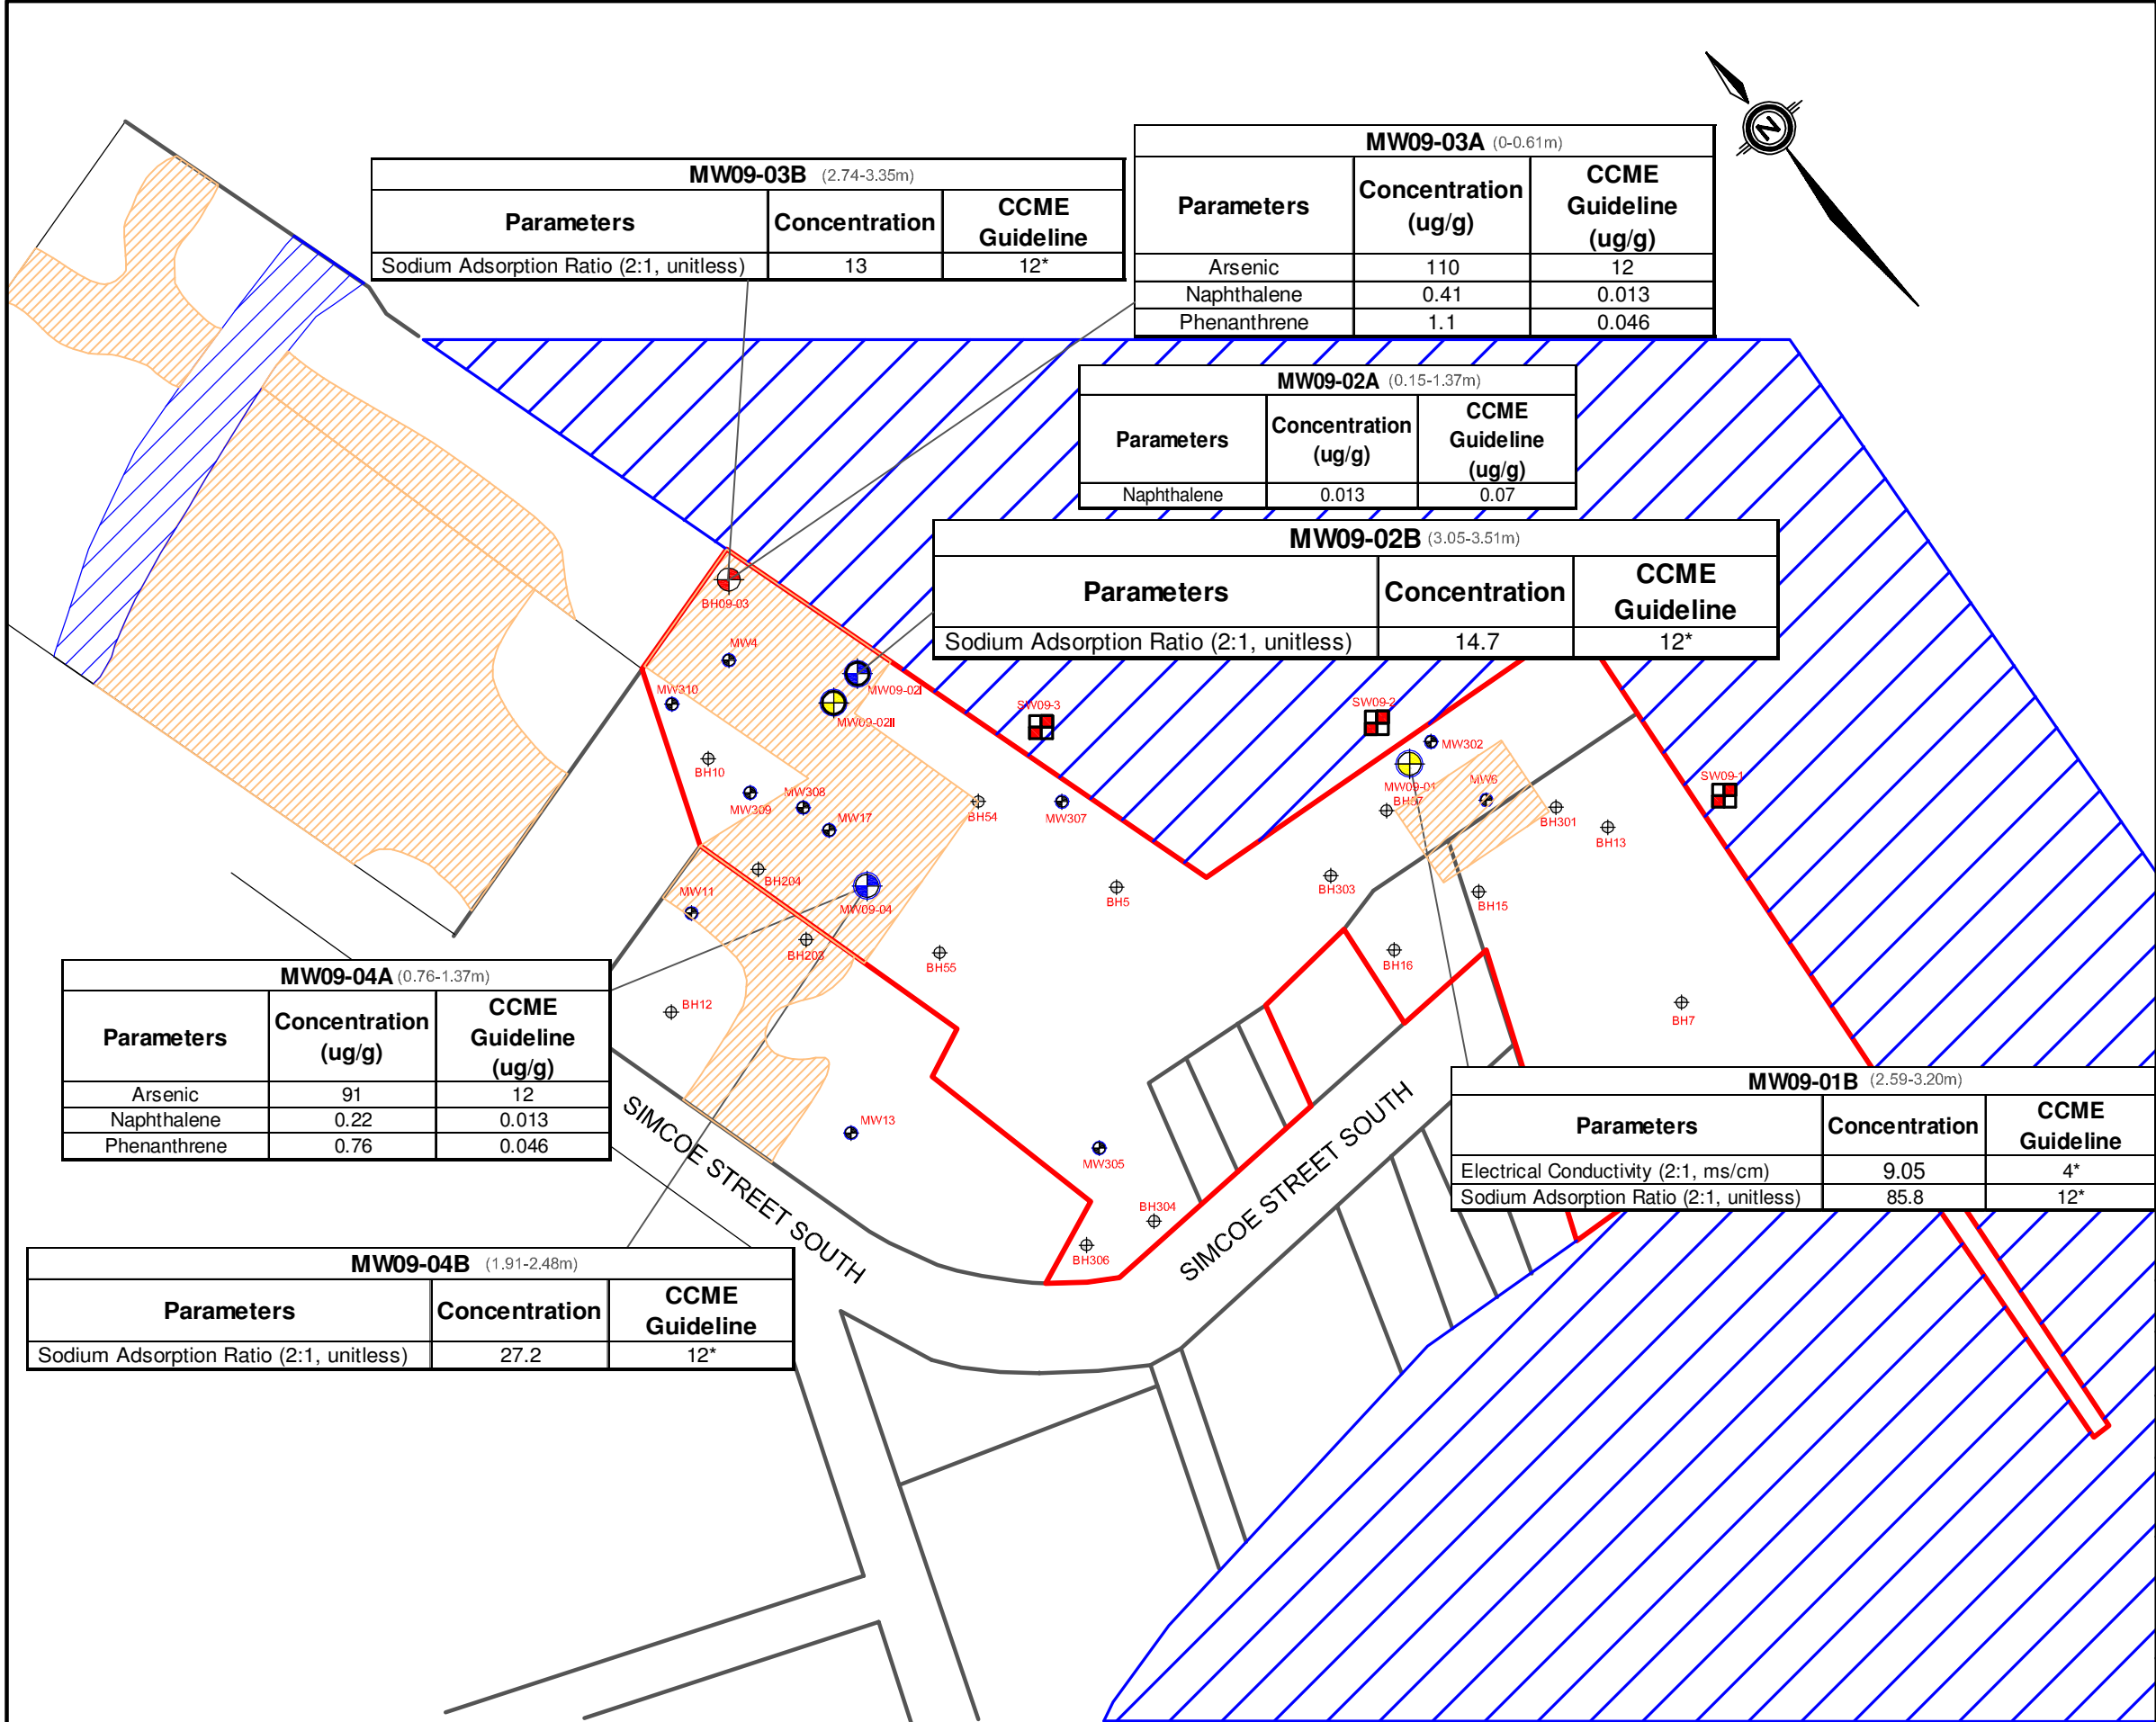 N
MW09-03B (2.74-3.35m)
Parameters Concentration CCME Guideline
Sodium Adsorption Ratio (2:1, unitless) 13 12*
MW09-03A (0-0.61m)
Parameters Concentration (ug/g) CCME Guideline (ug/g)
Arsenic 110 12
Naphthalene 0.41 0.013
Phenanthrene 1.1 0.046
MW09-02A (0.15-1.37m)
Parameters Concentration (ug/g) CCME Guideline (ug/g)
Naphthalene 0.013 0.07
MW09-02B (3.05-3.51m)
Parameters Concentration CCME Guideline
Sodium Adsorption Ratio (2:1, unitless) 14.7 12*
BH09-03
MW4
MW310
MW09-02I
MW09-02II
SW09-3
SW09-2
MW302
MW09-01
BH37
MW6
SW09-1
BH10
MW309
MW308
MW17
BH54
MW307
BH301
BH13
BH204
MW11
MW09-04
BH5
BH303
BH15
BH203
BH55
BH16
BH12
BH7
MW13
MW305
BH304
BH306
SIMCOE STREET SOUTH
SIMCOE STREET SOUTH
MW09-04A (0.76-1.37m)
Parameters Concentration (ug/g) CCME Guideline (ug/g)
Arsenic 91 12
Naphthalene 0.22 0.013
Phenanthrene 0.76 0.046
MW09-01B (2.59-3.20m)
Parameters Concentration CCME Guideline
Electrical Conductivity (2:1, ms/cm) 9.05 4*
Sodium Adsorption Ratio (2:1, unitless) 85.8 12*
MW09-04B (1.91-2.48m)
Parameters Concentration CCME Guideline
Sodium Adsorption Ratio (2:1, unitless) 27.2 12*